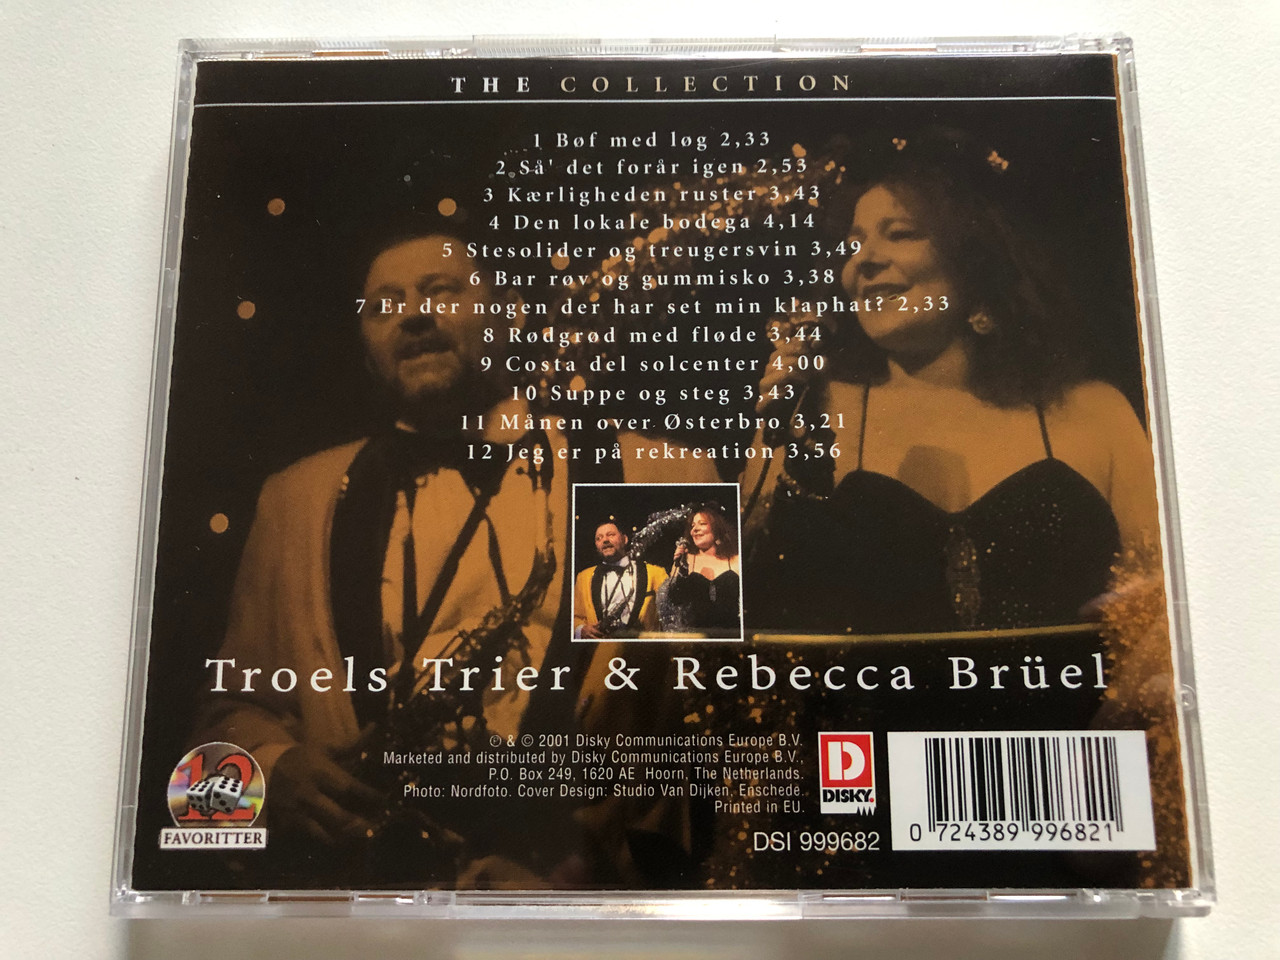 THE COLLECTION
1 Bøf med løg 2,33
2 Så' det forår igen 2,53
3 Kærligheden ruster 3,43
4 Den lokale bodega 4,14
5 Stesolider og treugersvin 3,49
6 Bar røv og gummisko 3,38
7 Er der nogen der har set min klaphat? 2,33
8 Rødgrød med fløde 3,44
9 Costa del solcenter 4,00
10 Suppe og steg 3,43
11 Månen over Østerbro 3,21
12 Jeg er på rekreation 3,56
Troels Trier & Rebecca Brüel
℗ & © 2001 Disky Communications Europe B.V.
Marketed and distributed by Disky Communications Europe B.V.,
P.O. Box 249, 1620 AE Hoorn, The Netherlands.
Photo: Nordfoto. Cover Design: Studio Van Dijken, Enschede.
Printed in EU.
12
FAVORITTER
D
DISKY.
DSI 999682
0 724389 996821